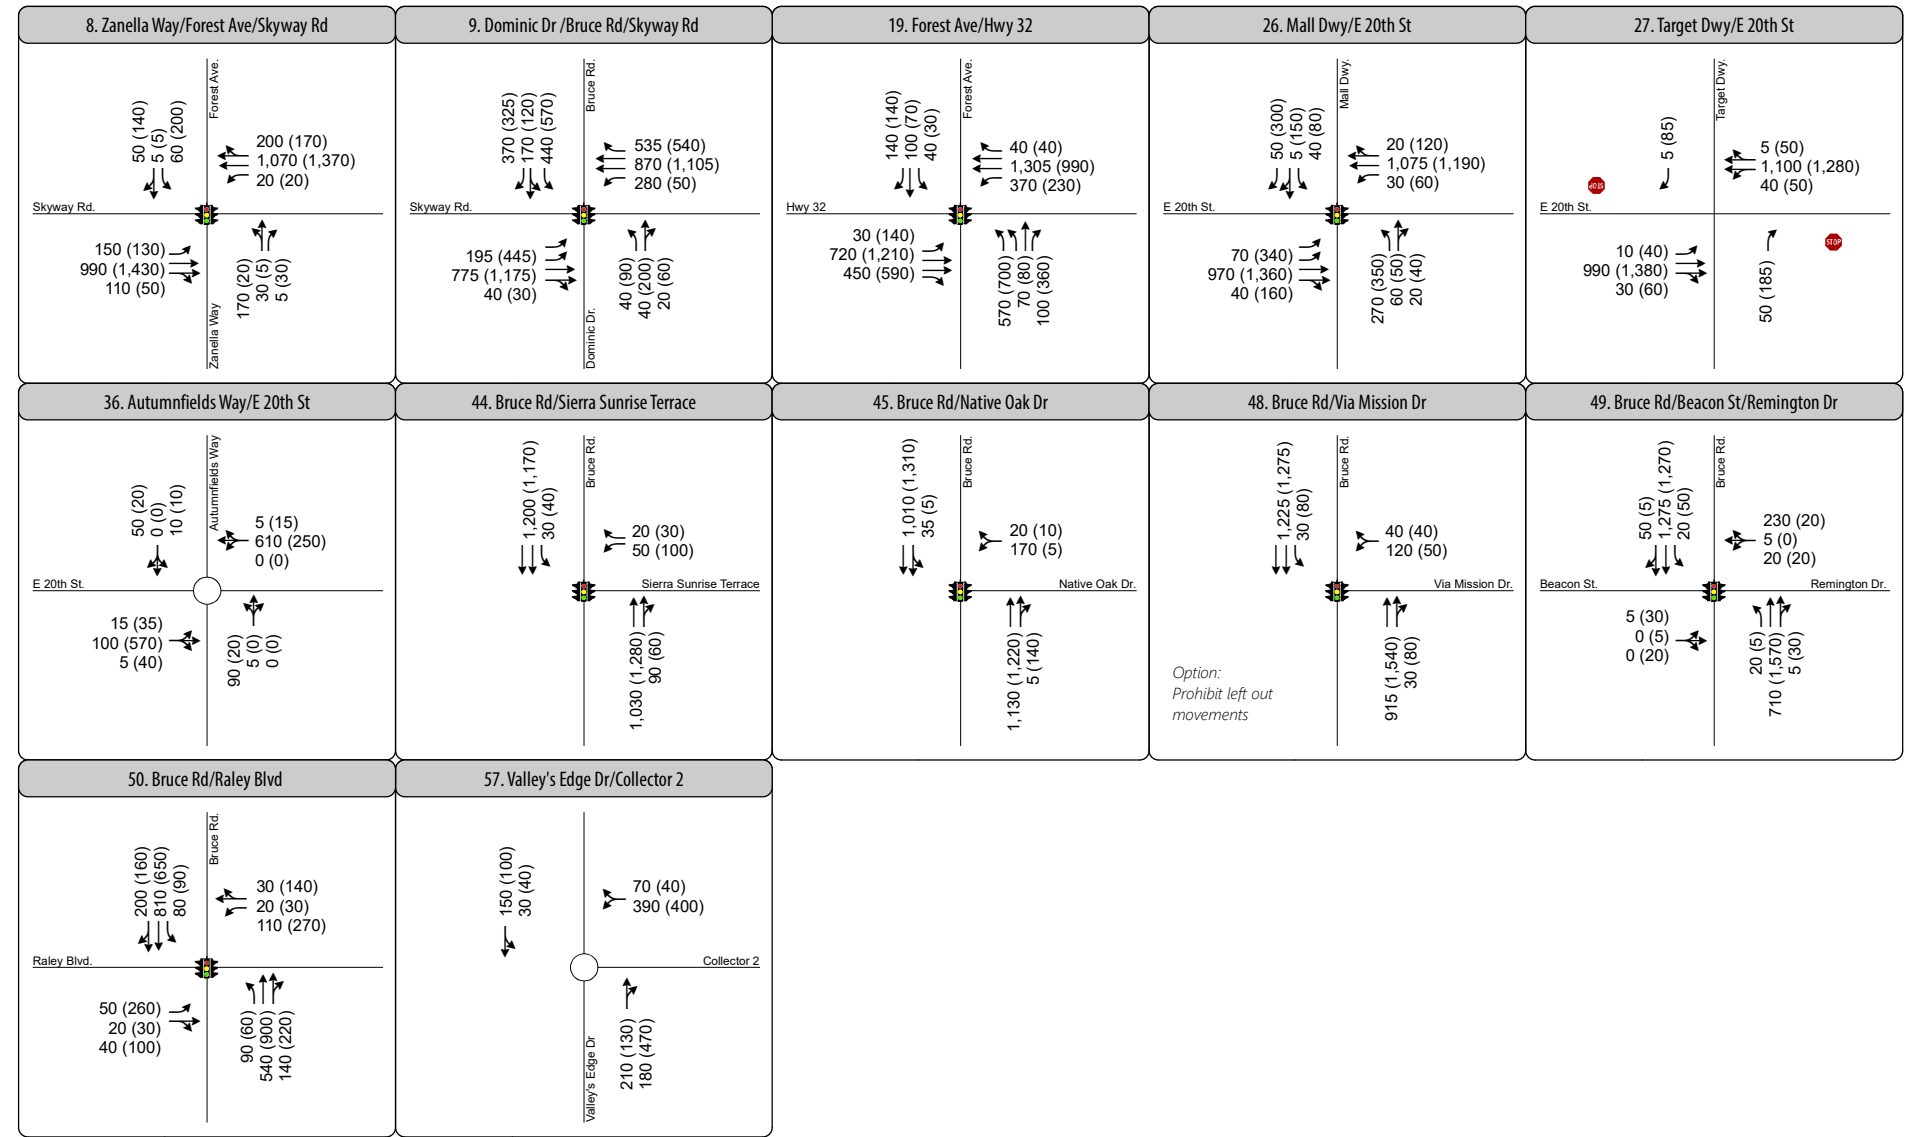 8. Zanella Way/Forest Ave/Skyway Rd
50 (140)
5 (5)
60 (200)
Forest Ave.
200 (170)
1,070 (1,370)
20 (20)
Skyway Rd.
150 (130)
990 (1,430)
110 (50)
170 (20)
30 (5)
5 (30)
Zanella Way
9. Dominic Dr /Bruce Rd/Skyway Rd
370 (325)
170 (120)
440 (570)
Bruce Rd.
535 (540)
870 (1,105)
280 (50)
Skyway Rd.
195 (445)
775 (1,175)
40 (30)
40 (90)
40 (200)
20 (60)
Dominic Dr.
19. Forest Ave/Hwy 32
140 (140)
100 (70)
40 (30)
Forest Ave.
40 (40)
1,305 (990)
370 (230)
Hwy 32
30 (140)
720 (1,210)
450 (590)
570 (700)
70 (80)
100 (360)
26. Mall Dwy/E 20th St
50 (300)
5 (150)
40 (80)
Mall Dwy.
20 (120)
1,075 (1,190)
30 (60)
E 20th St.
70 (340)
970 (1,360)
40 (160)
270 (350)
60 (50)
20 (40)
27. Target Dwy/E 20th St
5 (85)
Target Dwy.
5 (50)
1,100 (1,280)
40 (50)
STOP
E 20th St.
10 (40)
990 (1,380)
30 (60)
50 (185)
STOP
36. Autumnfields Way/E 20th St
50 (20)
0 (0)
10 (10)
Autumnfields Way
5 (15)
610 (250)
0 (0)
E 20th St.
15 (35)
100 (570)
5 (40)
90 (20)
5 (0)
0 (0)
44. Bruce Rd/Sierra Sunrise Terrace
1,200 (1,170)
30 (40)
Bruce Rd.
20 (30)
50 (100)
Sierra Sunrise Terrace
1,030 (1,280)
90 (60)
45. Bruce Rd/Native Oak Dr
1,010 (1,310)
35 (5)
Bruce Rd.
20 (10)
170 (5)
Native Oak Dr.
1,130 (1,220)
5 (140)
48. Bruce Rd/Via Mission Dr
1,225 (1,275)
30 (80)
Bruce Rd.
40 (40)
120 (50)
Via Mission Dr.
Option:
Prohibit left out
movements
915 (1,540)
30 (80)
49. Bruce Rd/Beacon St/Remington Dr
50 (5)
1,275 (1,270)
20 (50)
Bruce Rd.
230 (20)
5 (0)
20 (20)
Beacon St.
Remington Dr.
5 (30)
0 (5)
0 (20)
20 (5)
710 (1,570)
5 (30)
50. Bruce Rd/Raley Blvd
200 (160)
810 (650)
80 (90)
Bruce Rd.
30 (140)
20 (30)
110 (270)
Raley Blvd.
50 (260)
20 (30)
40 (100)
90 (60)
540 (900)
140 (220)
57. Valley's Edge Dr/Collector 2
150 (100)
30 (40)
70 (40)
390 (400)
Collector 2
210 (130)
180 (470)
Valley's Edge Dr